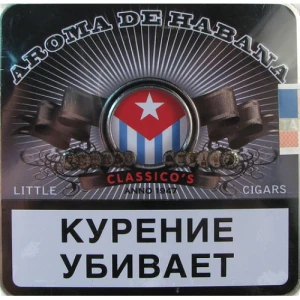 AROMA DE HABANA
CLASSICO'S
LITTLE CIGARS
КУРЕНИЕ
УБИВАЕТ